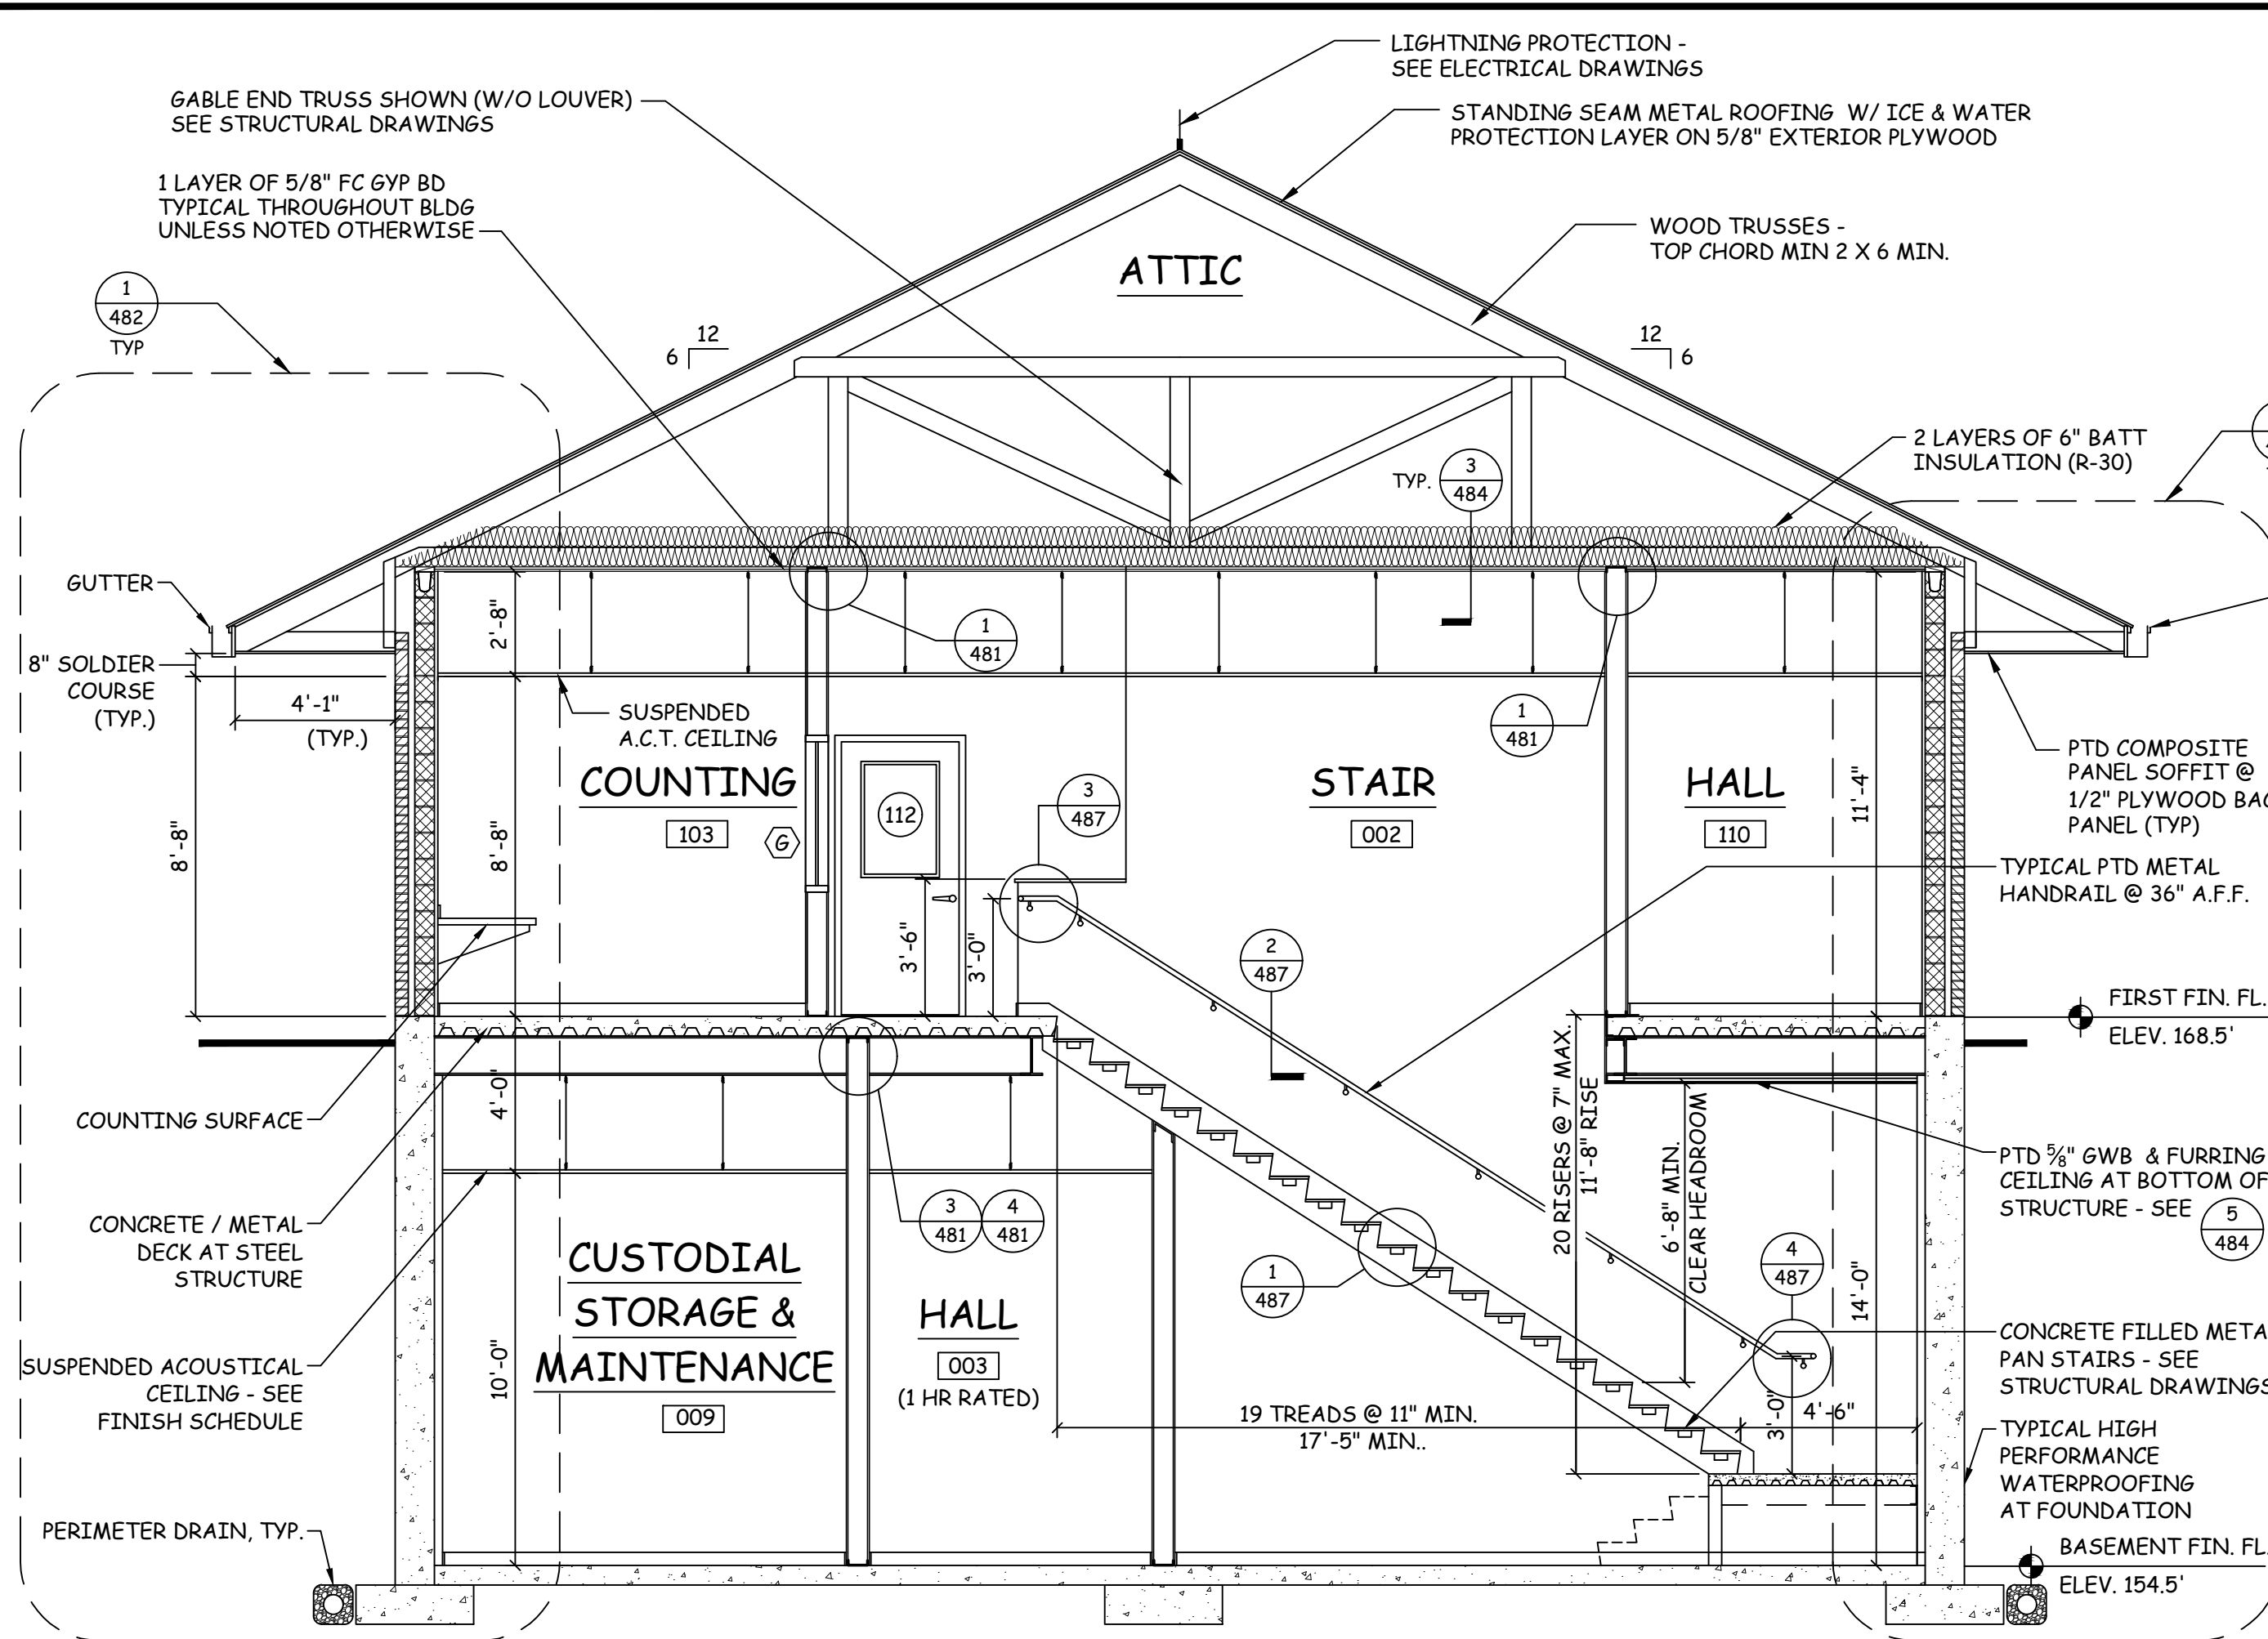 LIGHTNING PROTECTION -
SEE ELECTRICAL DRAWINGS
GABLE END TRUSS SHOWN (W/O LOUVER)
SEE STRUCTURAL DRAWINGS
STANDING SEAM METAL ROOFING W/ ICE & WATER
PROTECTION LAYER ON 5/8" EXTERIOR PLYWOOD
1 LAYER OF 5/8" FC GYP BD
TYPICAL THROUGHOUT BLDG
UNLESS NOTED OTHERWISE
WOOD TRUSSES -
TOP CHORD MIN 2 X 6 MIN.
ATTIC
1
482
TYP
12
6
12
6
2 LAYERS OF 6" BATT
INSULATION (R-30)
TYP.
3
484
GUTTER
2'-8"
1
481
8" SOLDIER
COURSE
(TYP.)
4'-1"
(TYP.)
SUSPENDED
A.C.T. CEILING
1
481
PTD COMPOSITE
PANEL SOFFIT @
1/2" PLYWOOD BAC
PANEL (TYP)
COUNTING
103
G
112
3
487
STAIR
002
HALL
110
11'-4"
8'-8"
8'-8"
TYPICAL PTD METAL
HANDRAIL @ 36" A.F.F.
3'-6"
3'-0"
2
487
FIRST FIN. FL.
ELEV. 168.5'
4'-0"
COUNTING SURFACE
20 RISERS @ 7" MAX.
11'-8" RISE
6'-8" MIN.
CLEAR HEADROOM
PTD 5/8" GWB & FURRING
CEILING AT BOTTOM OF
STRUCTURE - SEE
5
484
CONCRETE / METAL
DECK AT STEEL
STRUCTURE
3
481
4
481
1
487
4
487
14'-0"
CUSTODIAL
STORAGE &
MAINTENANCE
009
HALL
003
(1 HR RATED)
CONCRETE FILLED META
PAN STAIRS - SEE
STRUCTURAL DRAWINGS
SUSPENDED ACOUSTICAL
CEILING - SEE
FINISH SCHEDULE
10'-0"
19 TREADS @ 11" MIN.
17'-5" MIN..
3'-0"
4'-6"
TYPICAL HIGH
PERFORMANCE
WATERPROOFING
AT FOUNDATION
PERIMETER DRAIN, TYP.
BASEMENT FIN. FL.
ELEV. 154.5'